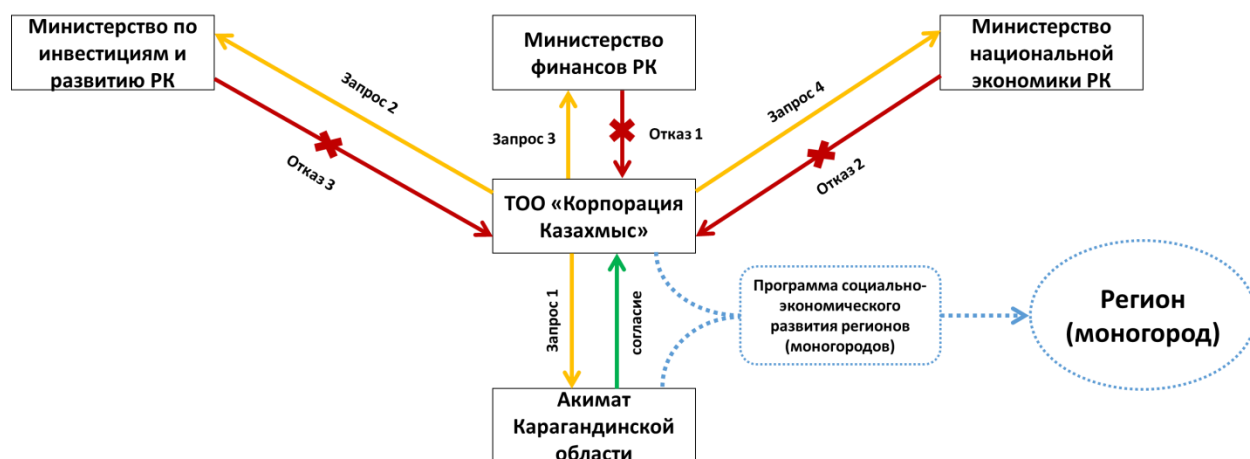 Министерство по
инвестициям и
развитию РК
Министерство
финансов РК
Министерство
национальной
экономики РК
Запрос 2
Отказ 3
Запрос 3
Отказ 1
Запрос 4
Отказ 2
ТОО «Корпорация
Казахмыс»
Запрос 1
согласие
Программа социально-
экономического
развития регионов
(моногородов)
Регион
(моногород)
Акимат
Карагандинской
области